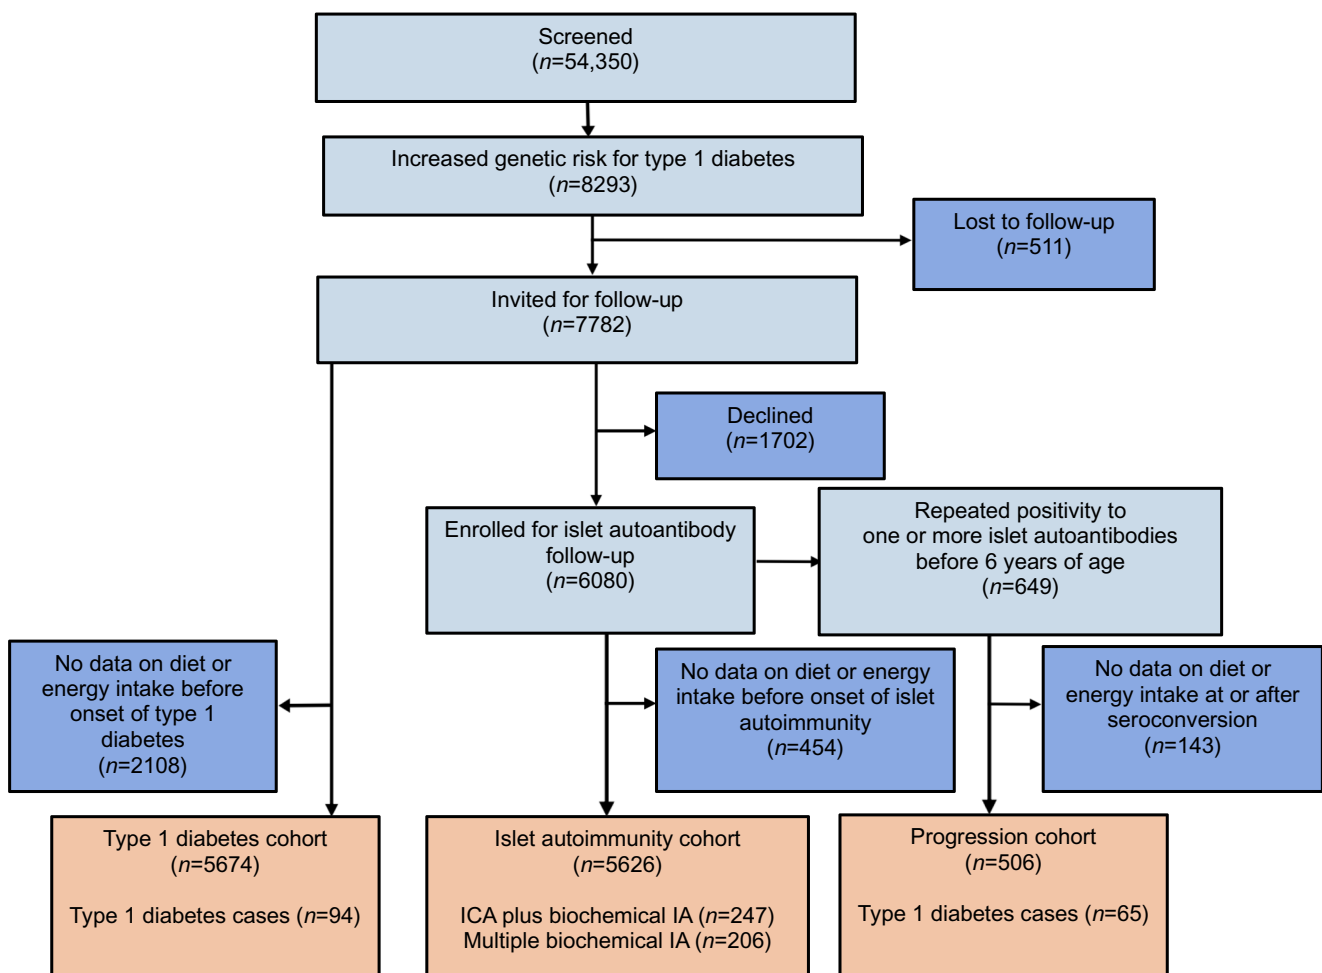 Screened
(n=54,350)
Increased genetic risk for type 1 diabetes
(n=8293)
Lost to follow-up
(n=511)
Invited for follow-up
(n=7782)
Declined
(n=1702)
Enrolled for islet autoantibody
follow-up
(n=6080)
Repeated positivity to
one or more islet autoantibodies
before 6 years of age
(n=649)
No data on diet or
energy intake before
onset of type 1
diabetes
(n=2108)
No data on diet or energy
intake before onset of islet
autoimmunity
(n=454)
No data on diet or
energy intake at or after
seroconversion
(n=143)
Type 1 diabetes cohort
(n=5674)
Type 1 diabetes cases (n=94)
Islet autoimmunity cohort
(n=5626)
ICA plus biochemical IA (n=247)
Multiple biochemical IA (n=206)
Progression cohort
(n=506)
Type 1 diabetes cases (n=65)